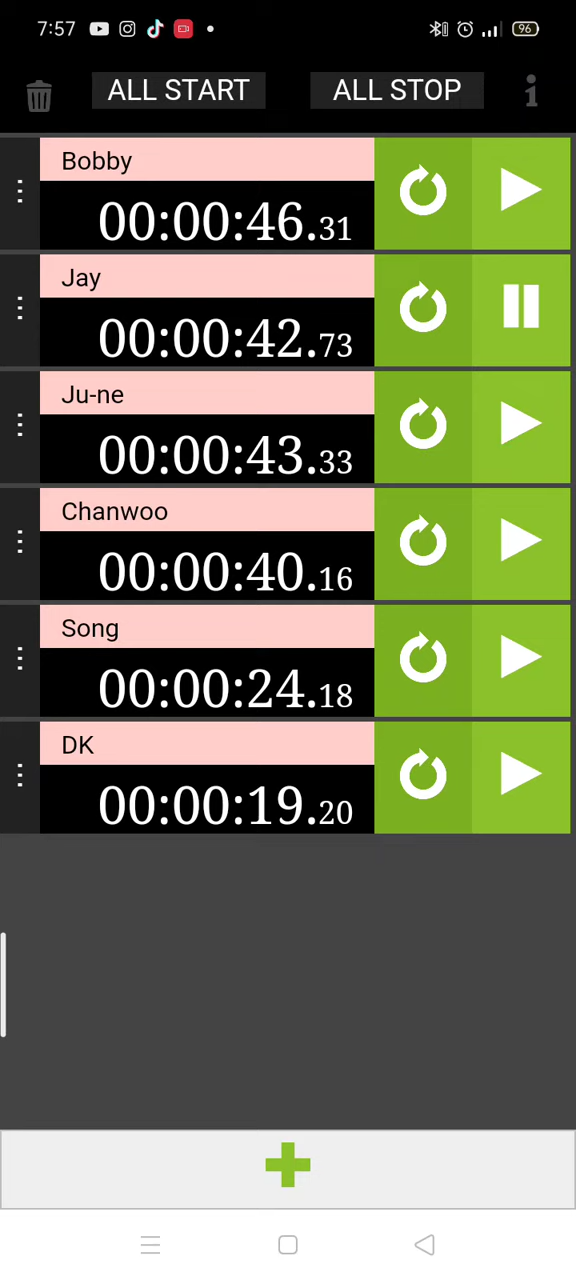 7:57
96
ALL START ALL STOP
Bobby
00:00:46.31
Jay
00:00:42.73
Ju-ne
00:00:43.33
Chanwoo
00:00:40.16
Song
00:00:24.18
DK
00:00:19.20